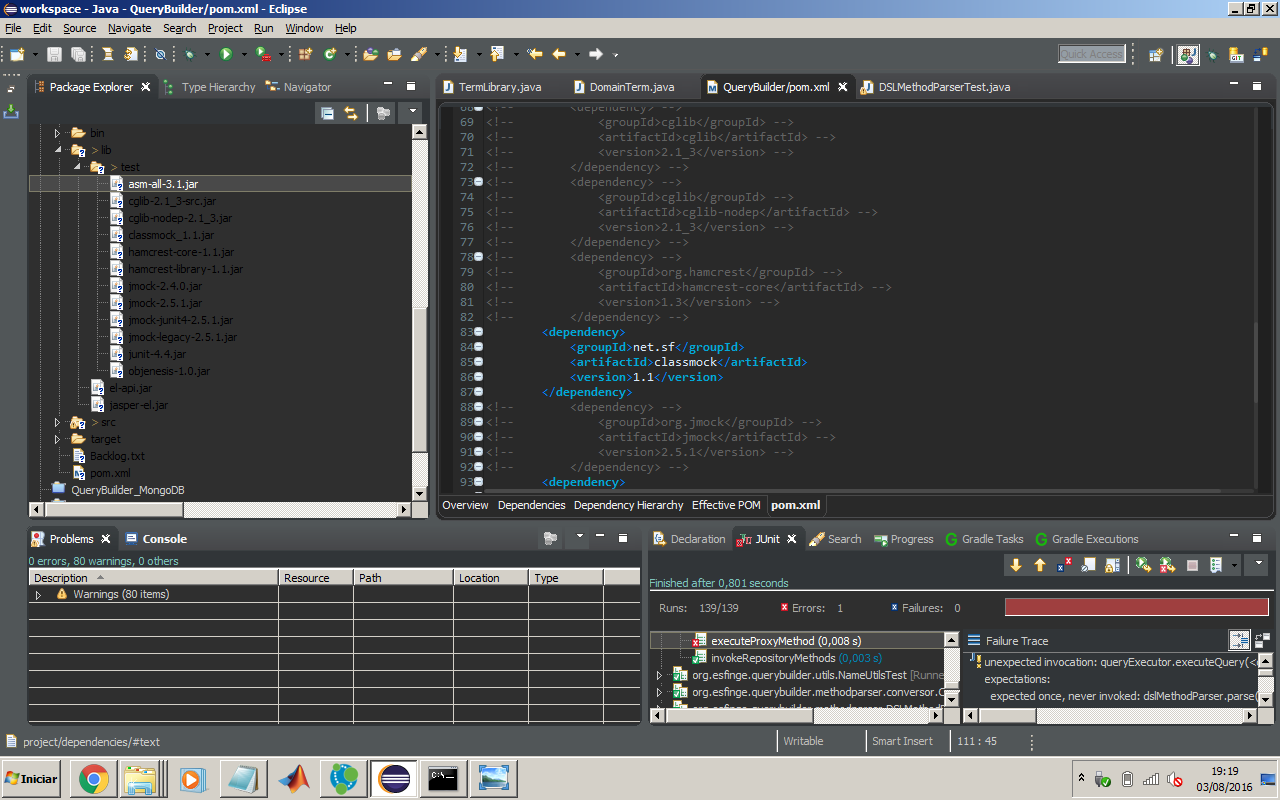 workspace - Java - QueryBuilder/pom.xml - Eclipse
File Edit Source Navigate Search Project Run Window Help
Quick Access
Package Explorer Type Hierarchy Navigator
bin
> lib
> test
asm-all-3.1.jar
cglib-2.1_3-src.jar
cglib-nodep-2.1_3.jar
classmock_1.1.jar
hamcrest-core-1.1.jar
hamcrest-library-1.1.jar
jmock-2.4.0.jar
jmock-2.5.1.jar
jmock-junit4-2.5.1.jar
jmock-legacy-2.5.1.jar
junit-4.4.jar
objenesis-1.0.jar
el-api.jar
jasper-el.jar
> src
target
Backlog.txt
pom.xml
QueryBuilder_MongoDB
TermLibrary.java DomainTerm.java QueryBuilder/pom.xml DSLMethodParserTest.java
68 <!-- <dependency> -->
69 <!-- <groupId>cglib</groupId> -->
70 <!-- <artifactId>cglib</artifactId> -->
71 <!-- <version>2.1_3</version> -->
72 <!-- </dependency> -->
73 <!-- <dependency> -->
74 <!-- <groupId>cglib</groupId> -->
75 <!-- <artifactId>cglib-nodep</artifactId> -->
76 <!-- <version>2.1_3</version> -->
77 <!-- </dependency> -->
78 <!-- <dependency> -->
79 <!-- <groupId>org.hamcrest</groupId> -->
80 <!-- <artifactId>hamcrest-core</artifactId> -->
81 <!-- <version>1.3</version> -->
82 <!-- </dependency> -->
83 <dependency>
84 <groupId>net.sf</groupId>
85 <artifactId>classmock</artifactId>
86 <version>1.1</version>
87 </dependency>
88 <!-- <dependency> -->
89 <!-- <groupId>org.jmock</groupId> -->
90 <!-- <artifactId>jmock</artifactId> -->
91 <!-- <version>2.5.1</version> -->
92 <!-- </dependency> -->
93 <dependency>
Overview Dependencies Dependency Hierarchy Effective POM pom.xml
Problems Console
0 errors, 80 warnings, 0 others
Description Resource Path Location Type
Warnings (80 items)
Declaration JUnit Search Progress Gradle Tasks Gradle Executions
Finished after 0,801 seconds
Runs: 139/139 Errors: 1 Failures: 0
executeProxyMethod (0,008 s)
invokeRepositoryMethods (0,003 s)
org.esfinge.querybuilder.utils.NameUtilsTest [Runne
org.esfinge.querybuilder.methodparser.conversor.C
org.esfinge.querybuilder.methodparser.DSLMethodP
Failure Trace
unexpected invocation: queryExecutor.executeQuery(<
expectations:
expected once, never invoked: dslMethodParser.parse(
project/dependencies/#text Writable Smart Insert 111 : 45
Iniciar
C:\.
19:19
03/08/2016